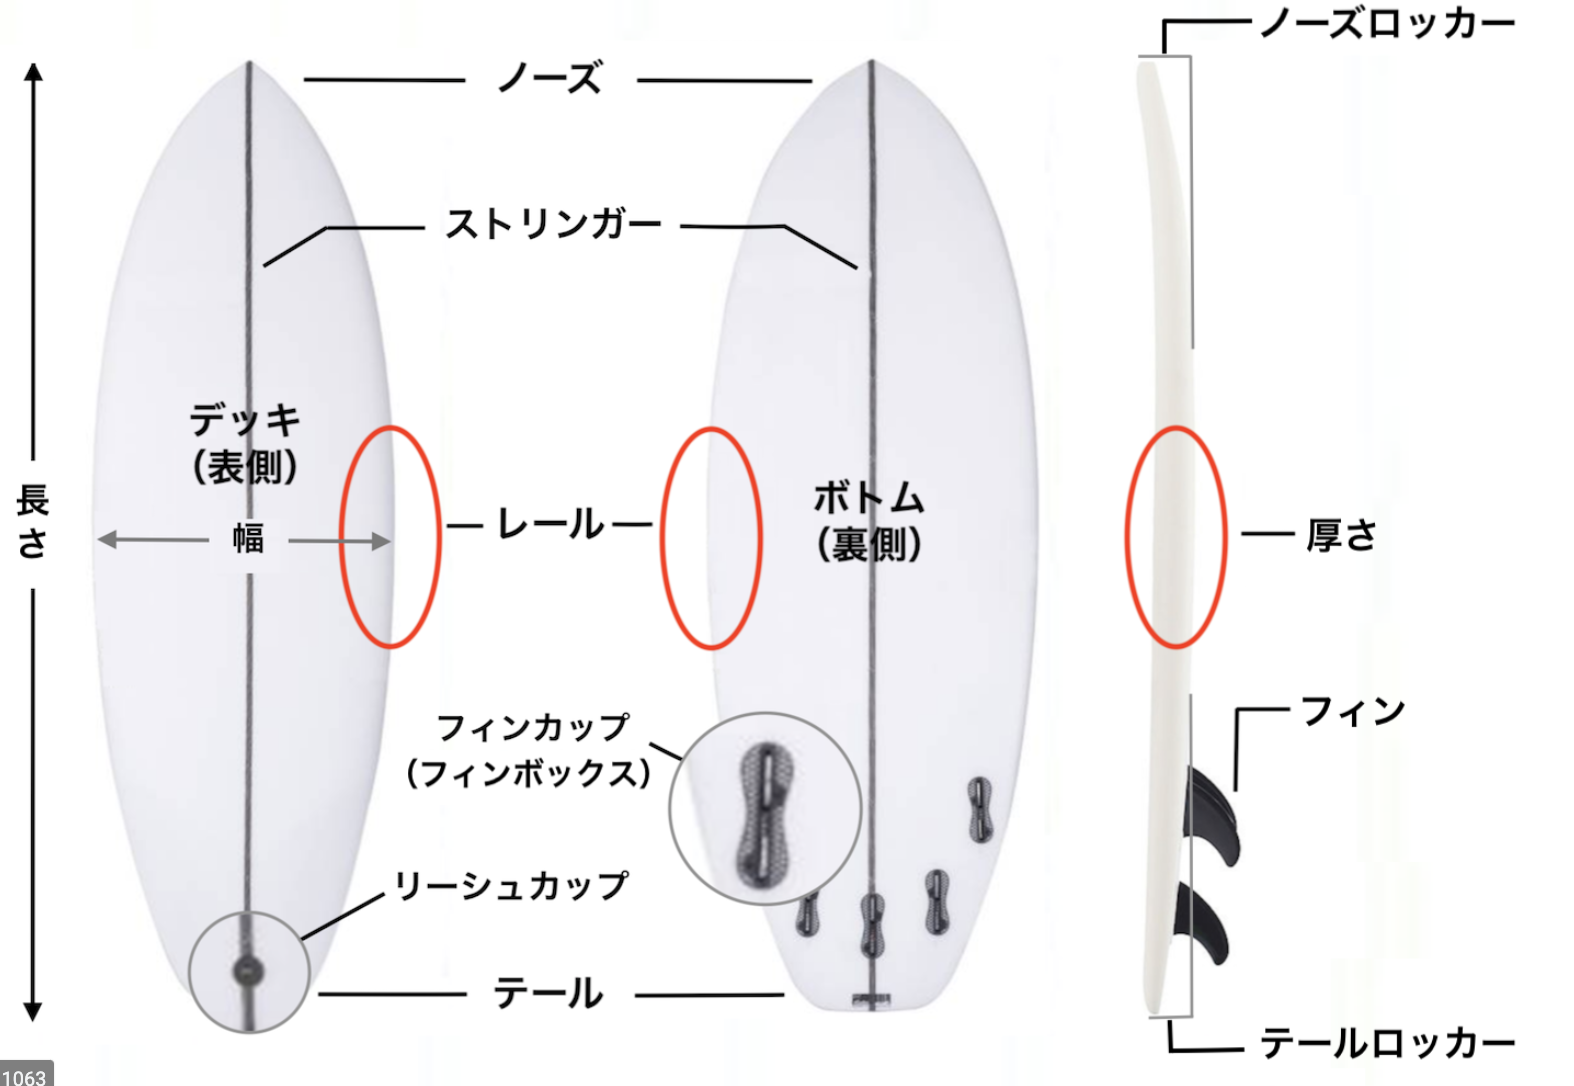 ノーズロッカー
ノーズ
ストリンガー
デッキ
（表側）
長さ
幅
レール
ボトム
（裏側）
厚さ
フィンカップ
（フィンボックス）
フィン
リーシュカップ
テール
テールロッカー
1063